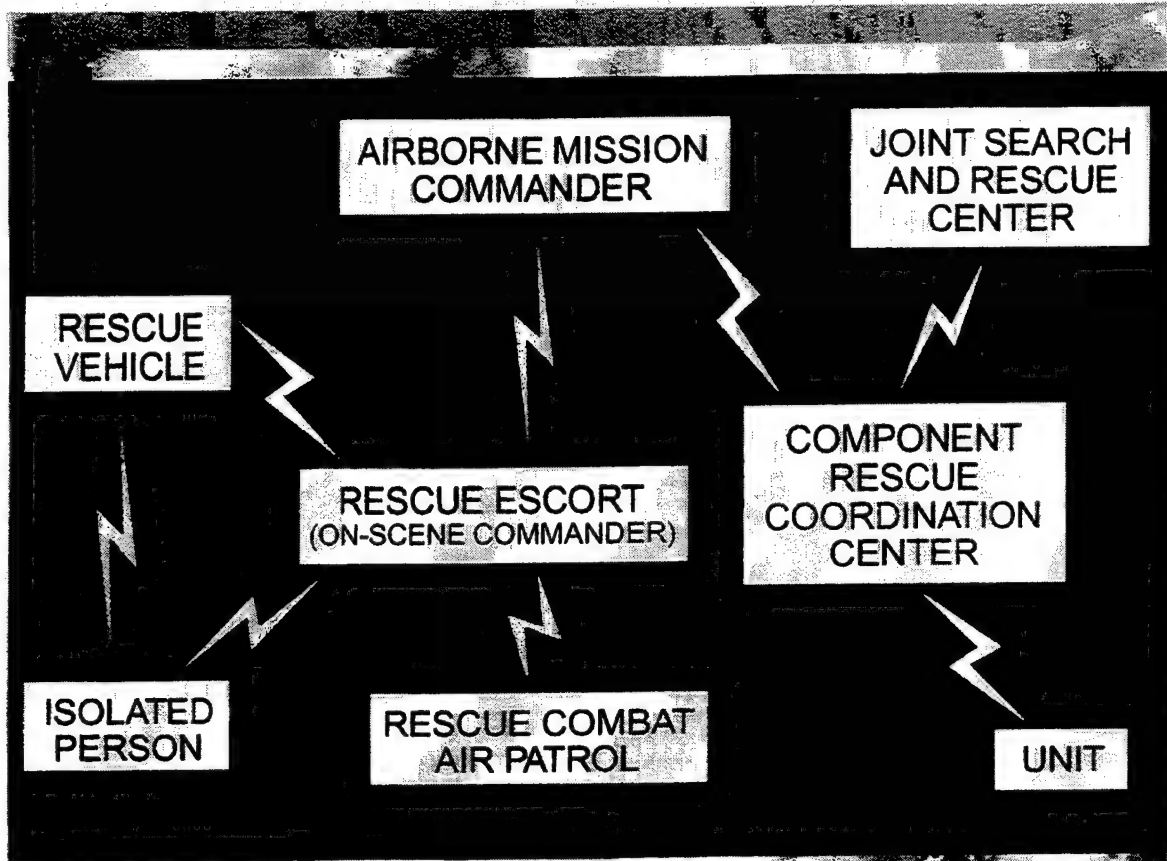 AIRBORNE MISSION
COMMANDER
JOINT SEARCH
AND RESCUE
CENTER
RESCUE
VEHICLE
RESCUE ESCORT
(ON-SCENE COMMANDER)
COMPONENT
RESCUE
COORDINATION
CENTER
ISOLATED
PERSON
RESCUE COMBAT
AIR PATROL
UNIT